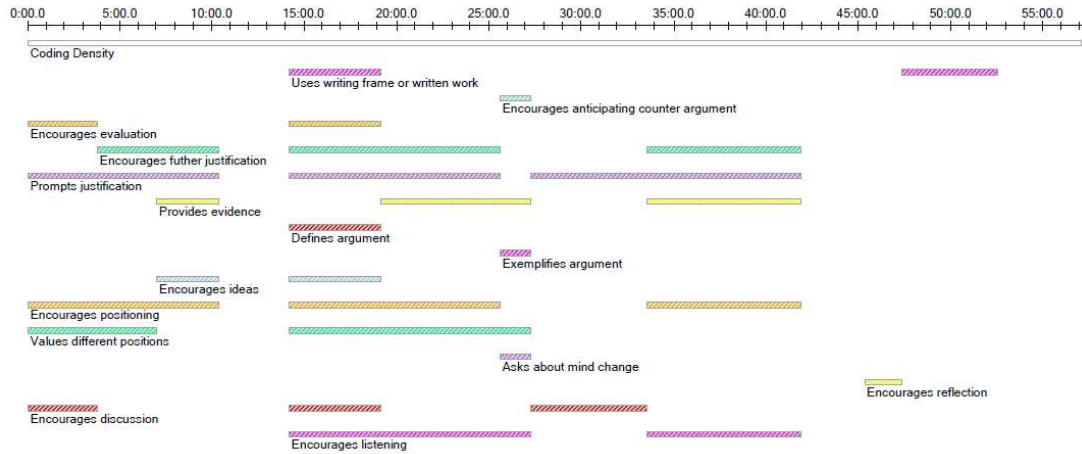 0:00.0 5:00.0 10:00.0 15:00.0 20:00.0 25:00.0 30:00.0 35:00.0 40:00.0 45:00.0 50:00.0 55:00.0
Coding Density
Uses writing frame or written work
Encourages anticipating counter argument
Encourages evaluation
Encourages futher justification
Prompts justification
Provides evidence
Defines argument
Exemplifies argument
Encourages ideas
Encourages positioning
Values different positions
Asks about mind change
Encourages reflection
Encourages discussion
Encourages listening